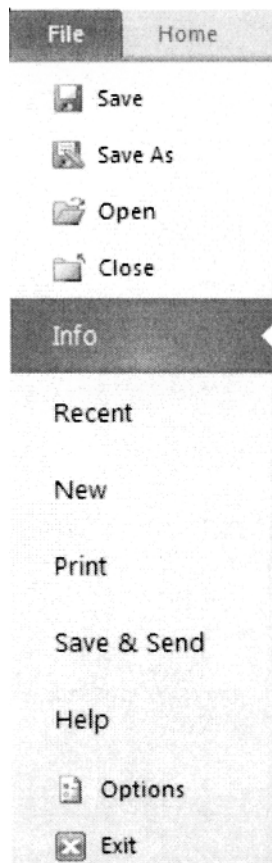 File Home
Save
Save As
Open
Close
Info
Recent
New
Print
Save & Send
Help
Options
Exit